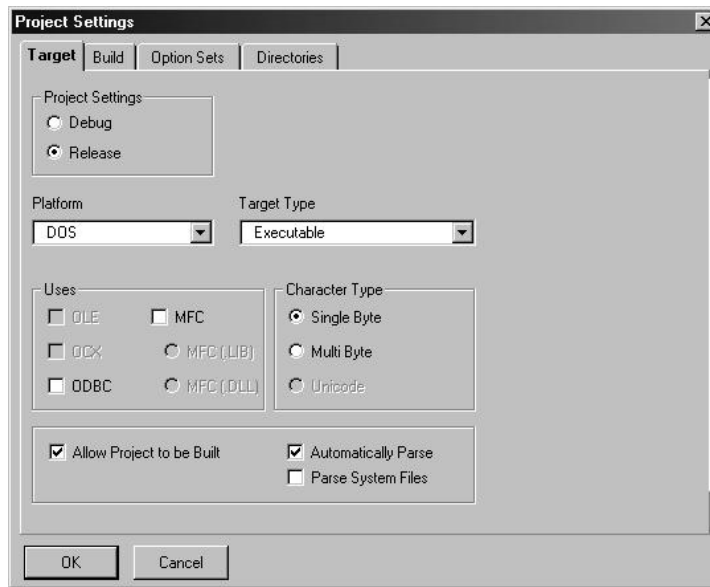 Project Settings
Target Build Option Sets Directories
Project Settings
Debug
Release
Platform Target Type
DOS Executable
Uses Character Type
OLE MFC Single Byte
OCX MFC (.LIB) Multi Byte
ODBC MFC (.DLL) Unicode
Allow Project to be Built Automatically Parse
Parse System Files
OK Cancel